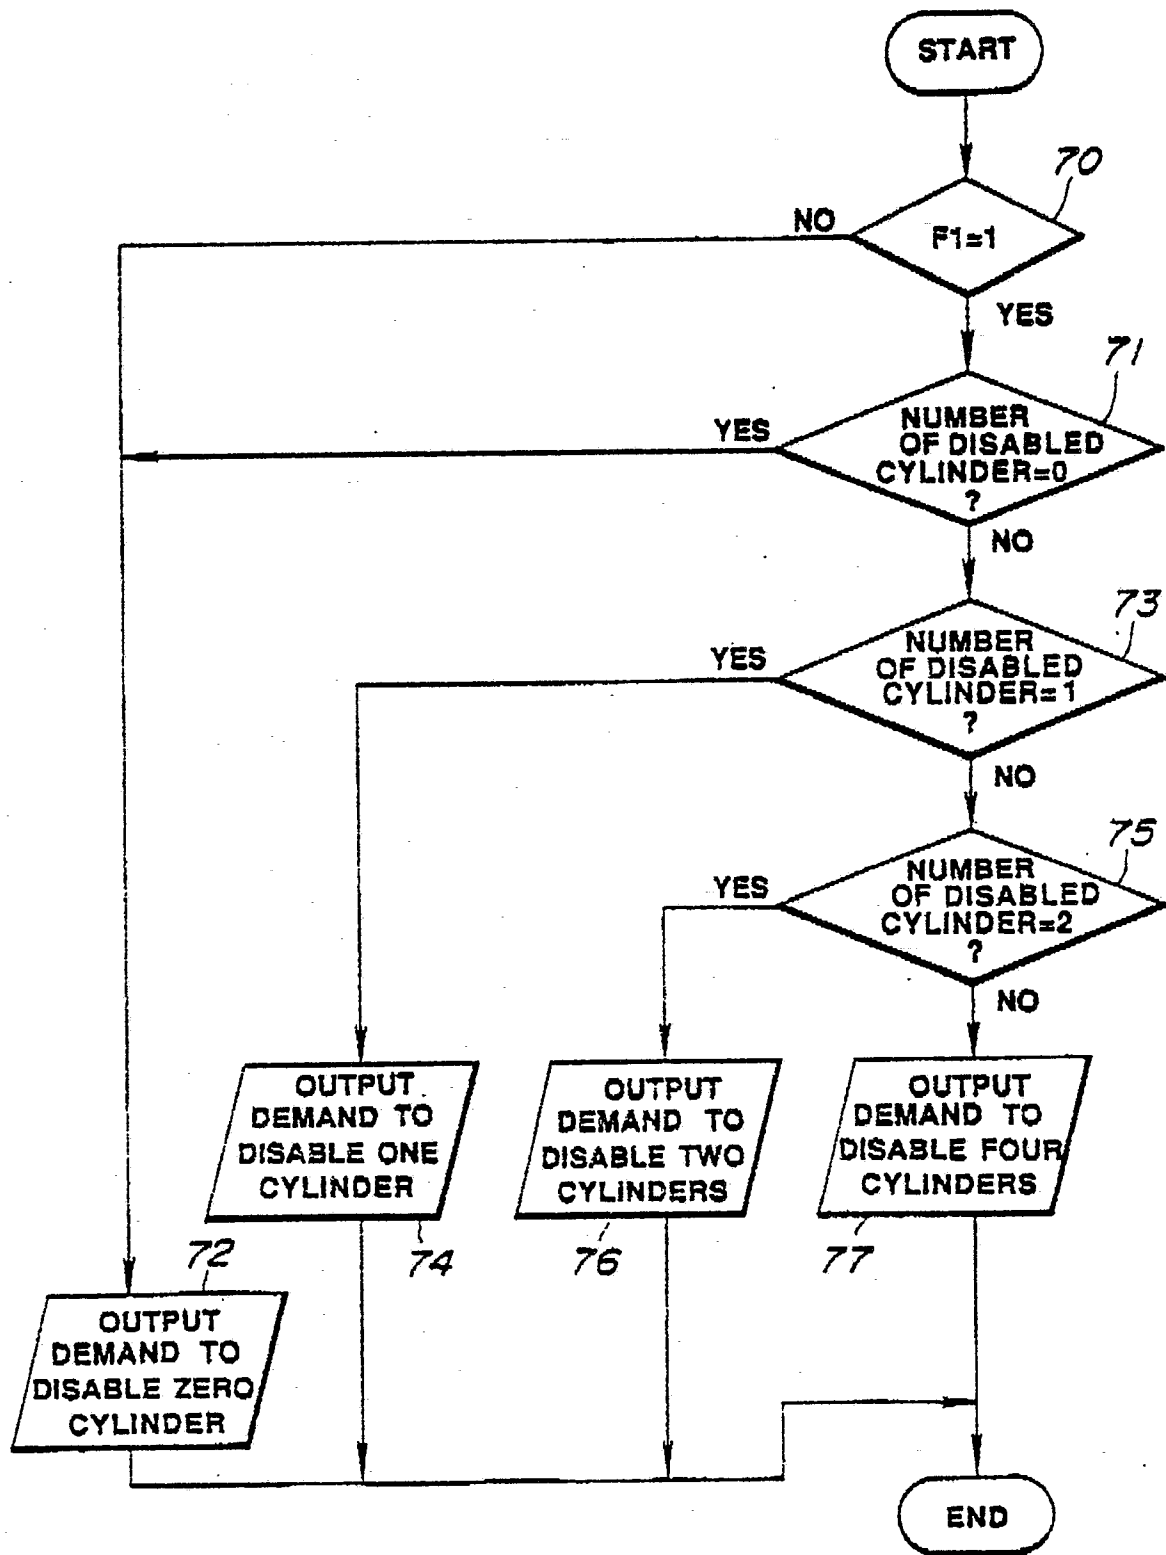 START
70
NO
F1=1
YES
71
YES
NUMBER
OF DISABLED
CYLINDER=0
?
NO
73
YES
NUMBER
OF DISABLED
CYLINDER=1
?
NO
75
YES
NUMBER
OF DISABLED
CYLINDER=2
?
NO
OUTPUT
DEMAND TO
DISABLE ONE
CYLINDER
74
OUTPUT
DEMAND TO
DISABLE TWO
CYLINDERS
76
OUTPUT
DEMAND TO
DISABLE FOUR
CYLINDERS
77
72
OUTPUT
DEMAND TO
DISABLE ZERO
CYLINDER
END